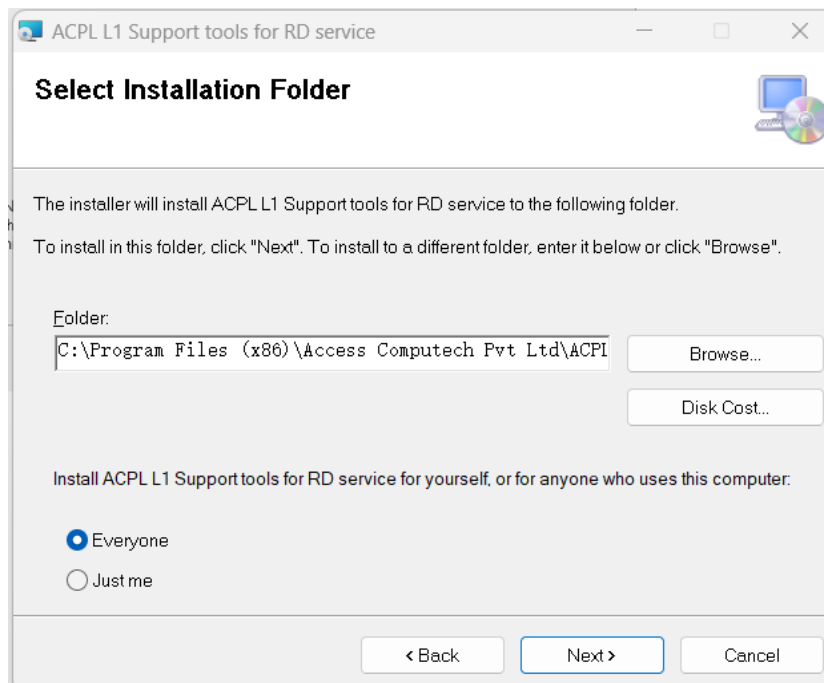 ACPL L1 Support tools for RD service
Select Installation Folder
The installer will install ACPL L1 Support tools for RD service to the following folder.
To install in this folder, click "Next". To install to a different folder, enter it below or click "Browse".
Folder:
C:\Program Files (x86)\Access Computech Pvt Ltd\ACPL
Browse...
Disk Cost...
Install ACPL L1 Support tools for RD service for yourself, or for anyone who uses this computer:
Everyone
Just me
< Back
Next >
Cancel